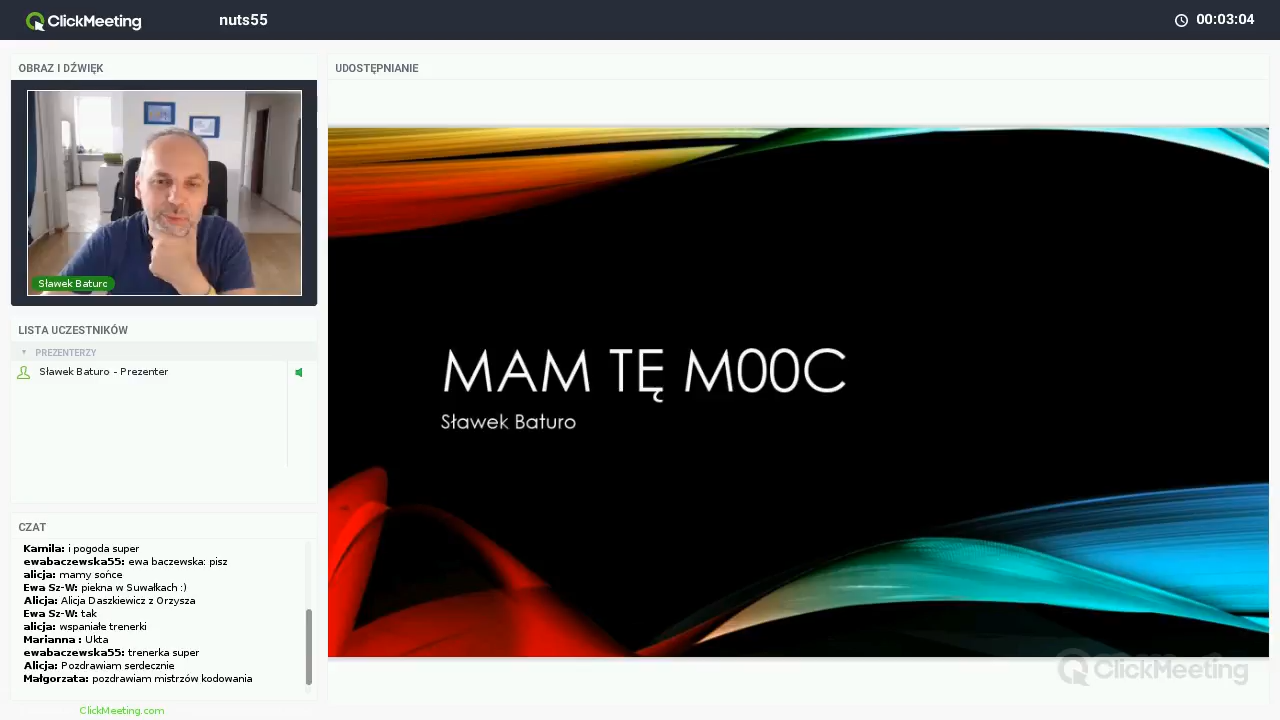 ClickMeeting
nuts55
00:03:04
OBRAZ I DŹWIĘK
Sławek Baturo
LISTA UCZESTNIKÓW
PREZENTERZY
Sławek Baturo - Prezenter
CZAT
Kamila: i pogoda super
ewabaczewska55: ewa baczewska: pisz
alicja: mamy sońce
Ewa Sz-W: piekna w Suwałkach :)
Alicja: Alicja Daszkiewicz z Orzysza
Ewa Sz-W: tak
alicja: wspaniałe trenerki
Marianna : Ukta
ewabaczewska55: trenerka super
Alicja: Pozdrawiam serdecznie
Małgorzata: pozdrawiam mistrzów kodowania
ClickMeeting.com
UDOSTĘPNIANIE
MAM TĘ M00C
Sławek Baturo
ClickMeeting